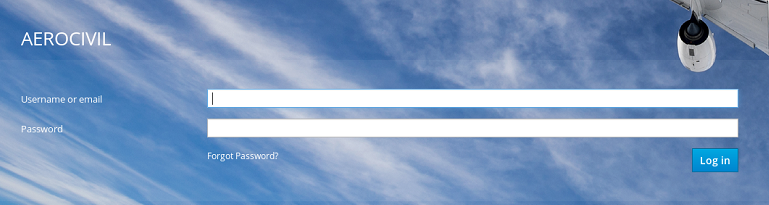 AEROCIVIL
Username or email
Password
Forgot Password?
Log in